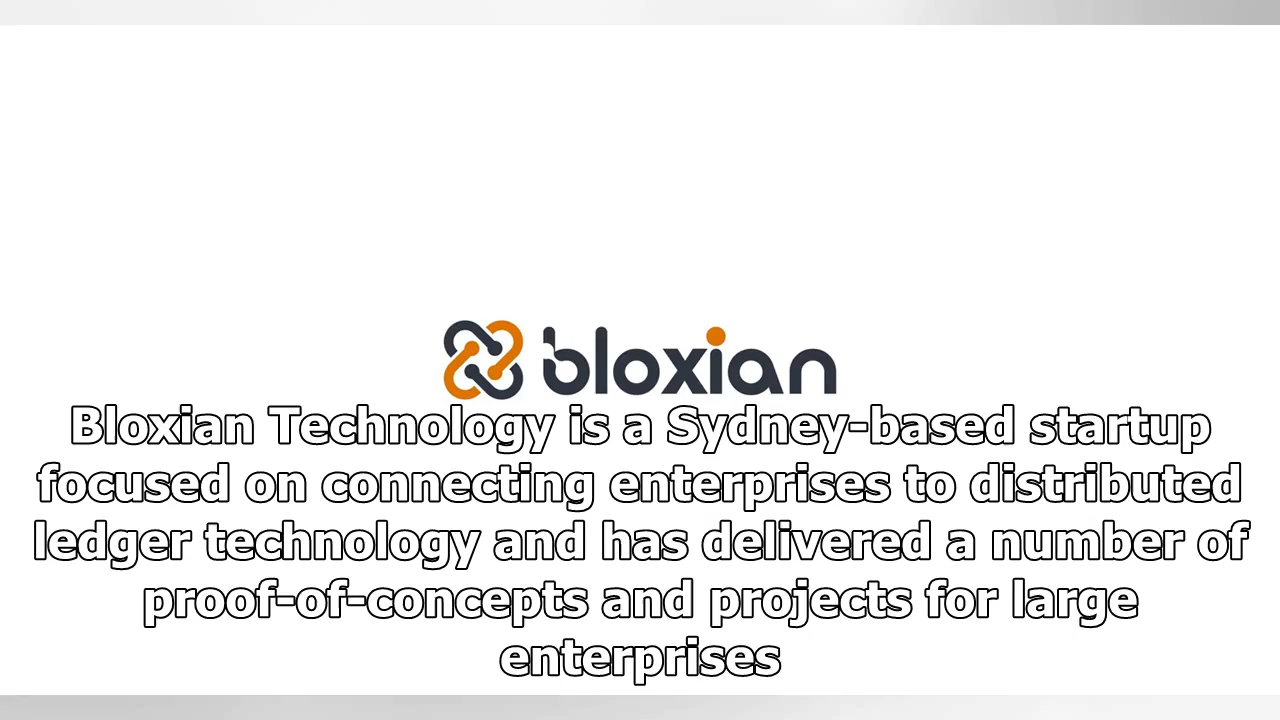 bloxian
Bloxian Technology is a Sydney-based startup
focused on connecting enterprises to distributed
ledger technology and has delivered a number of
proof-of-concepts and projects for large
enterprises